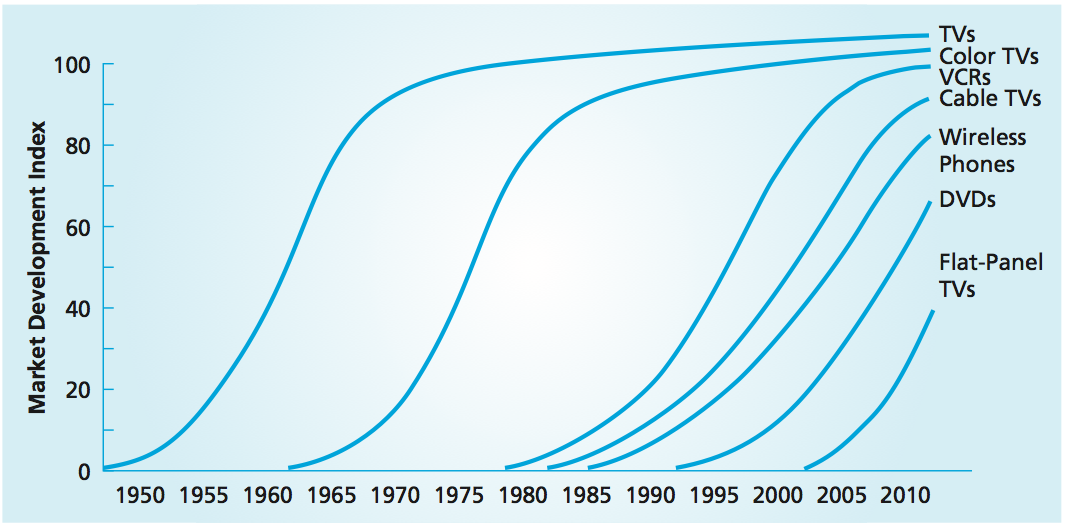 Market Development Index
100
80
60
40
20
0
1950 1955 1960 1965 1970 1975 1980 1985 1990 1995 2000 2005 2010
TVs
Color TVs
VCRs
Cable TVs
Wireless
Phones
DVDs
Flat-Panel
TVs